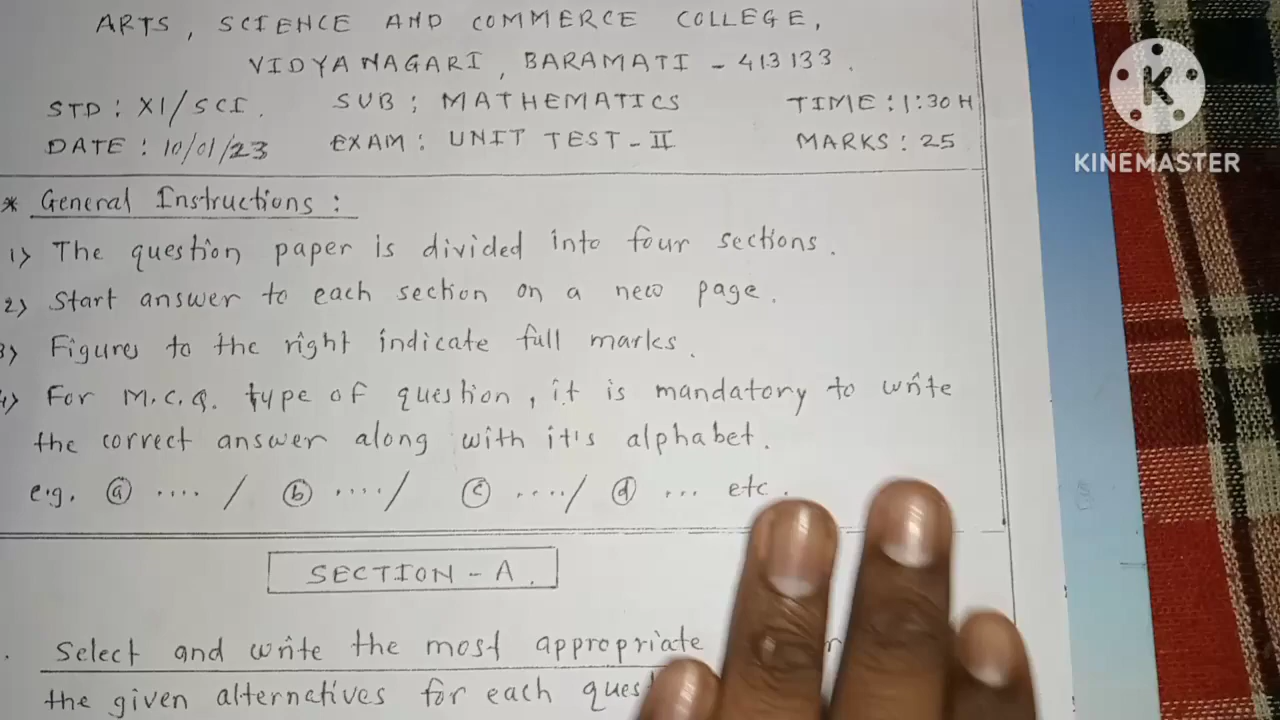 ARTS, SCIENCE AND COMMERCE COLLEGE,
VIDYANAGARI, BARAMATI - 413133.
STD: XI/SCI. SUB: MATHEMATICS TIME: 1:30 H
DATE: 10/01/23 EXAM: UNIT TEST-II MARKS: 25
* General Instructions:
1) The question paper is divided into four sections.
2) Start answer to each section on a new page.
3) Figures to the right indicate full marks.
4) For M.C.Q. type of question, it is mandatory to write
the correct answer along with it's alphabet.
e.g. ⓐ ..../ ⓑ ..../ ⓒ ..../ ⓓ ... etc.
SECTION - A.
Select and write the most appropriate
the given alternatives for each
K
KINEMASTER